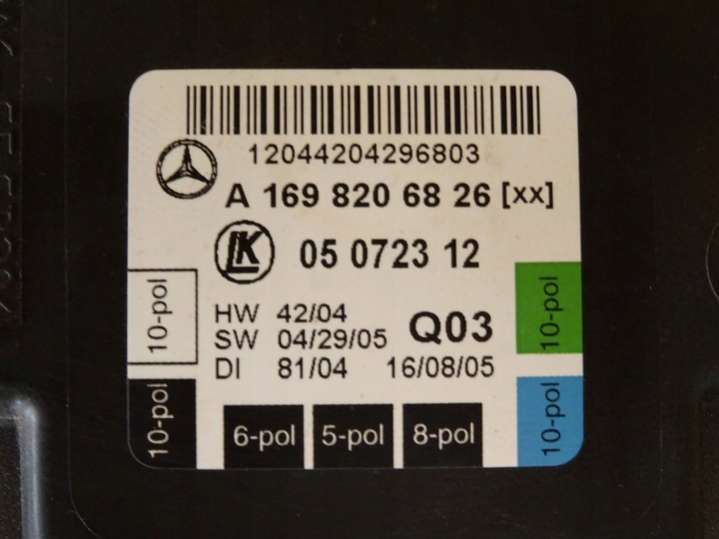 12044204296803
A 169 820 68 26 [xx]
LK 05 0723 12
HW 42/04
SW 04/29/05 Q03
DI 81/04 16/08/05
10-pol
10-pol
10-pol
10-pol
6-pol 5-pol 8-pol